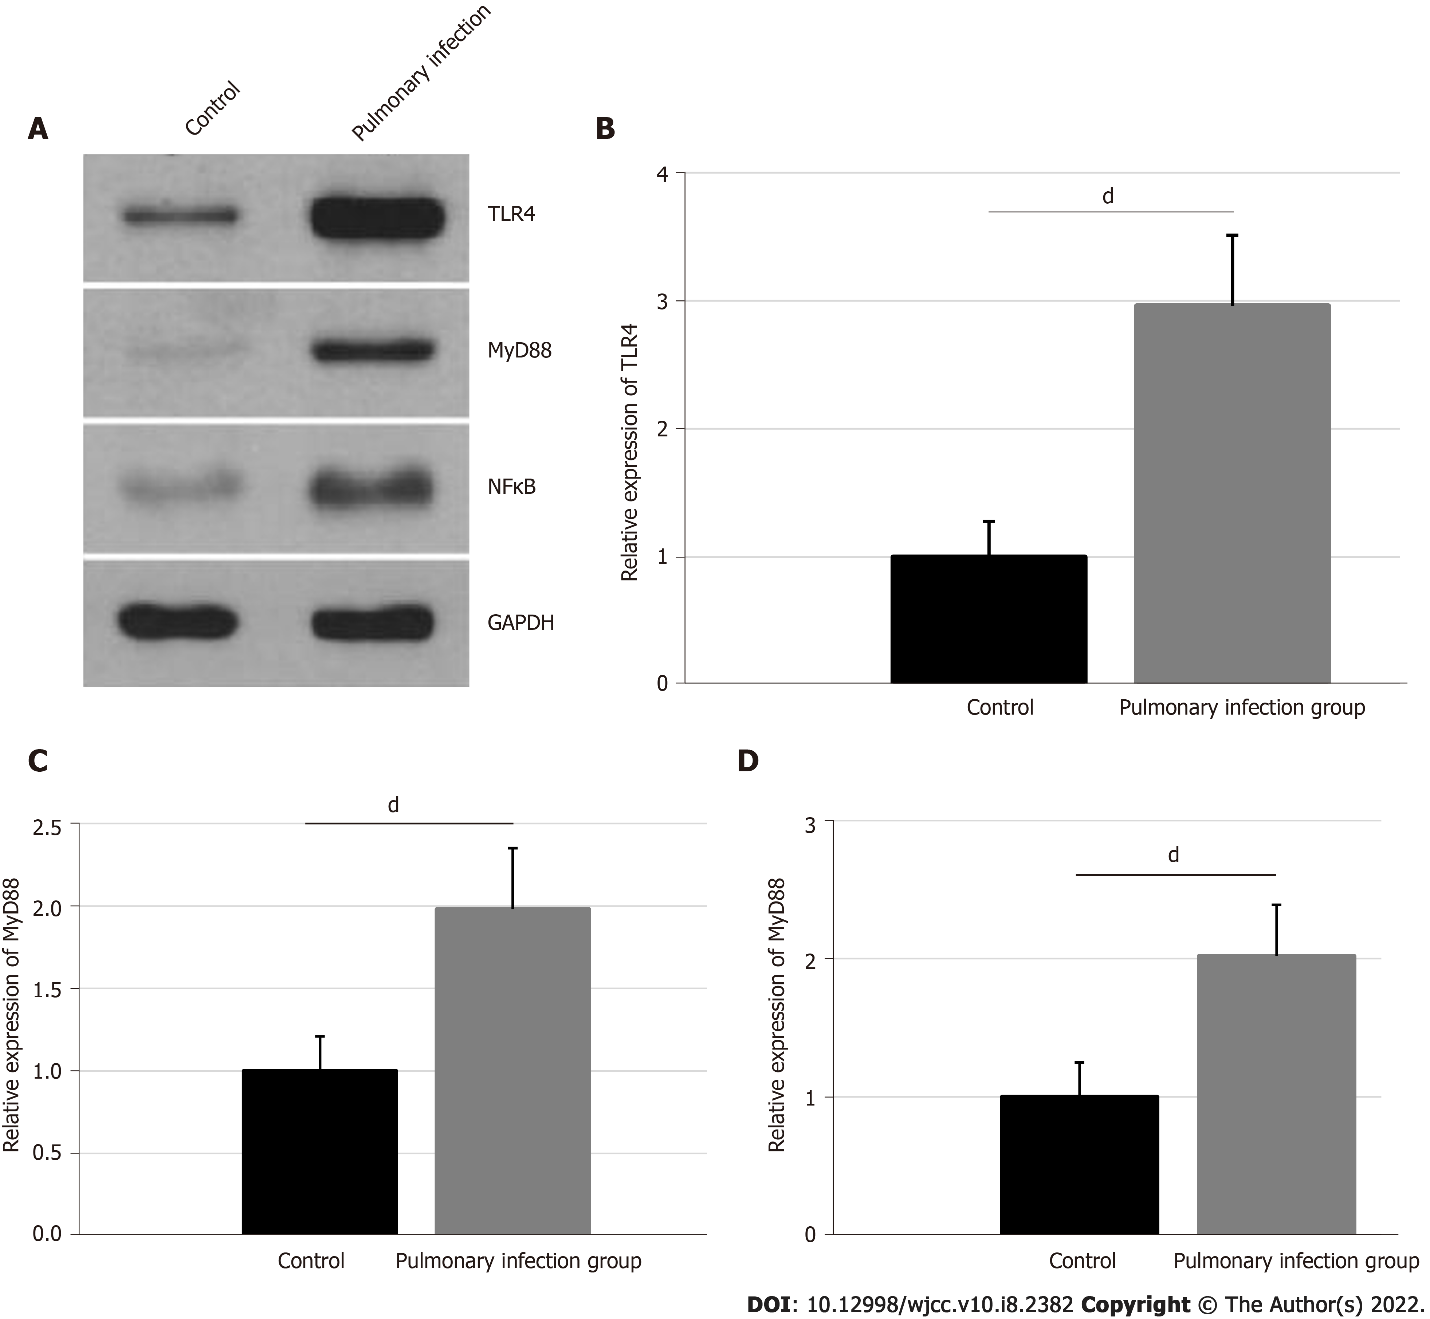 A
Control
Pulmonary infection
TLR4
MyD88
NFκB
GAPDH
B
Relative expression of TLR4
4
3
2
1
0
d
Control
Pulmonary infection group
C
Relative expression of MyD88
2.5
2.0
1.5
1.0
0.5
0.0
d
Control
Pulmonary infection group
D
Relative expression of MyD88
3
2
1
0
d
Control
Pulmonary infection group
DOI: 10.12998/wjcc.v10.i8.2382 Copyright © The Author(s) 2022.